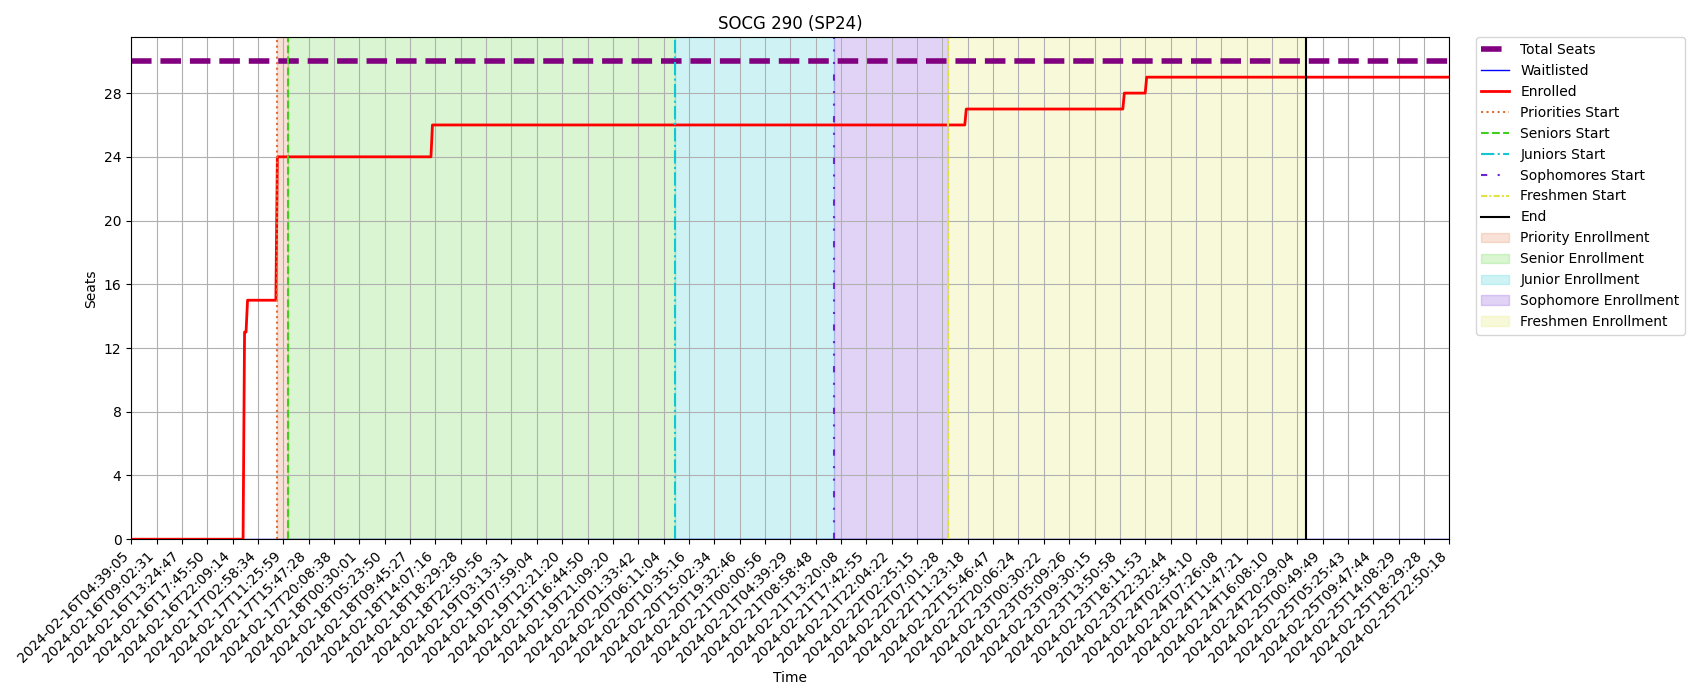 SOCG 290 (SP24)
Seats
28
24
20
16
12
8
4
0
2024-02-16T04:39:05
2024-02-16T09:02:31
2024-02-16T13:24:47
2024-02-16T17:45:50
2024-02-16T22:09:14
2024-02-17T02:58:34
2024-02-17T11:25:59
2024-02-17T15:47:28
2024-02-17T20:08:38
2024-02-18T00:30:01
2024-02-18T05:23:50
2024-02-18T09:45:27
2024-02-18T14:07:16
2024-02-18T18:29:28
2024-02-18T22:50:56
2024-02-19T03:13:31
2024-02-19T07:59:04
2024-02-19T12:21:20
2024-02-19T16:44:50
2024-02-19T21:09:20
2024-02-20T01:33:42
2024-02-20T06:11:04
2024-02-20T10:35:16
2024-02-20T15:02:34
2024-02-20T19:32:46
2024-02-21T00:00:56
2024-02-21T04:39:29
2024-02-21T08:58:48
2024-02-21T13:20:08
2024-02-21T17:42:55
2024-02-21T22:04:22
2024-02-22T02:25:15
2024-02-22T07:01:28
2024-02-22T11:23:18
2024-02-22T15:46:47
2024-02-22T20:06:24
2024-02-23T00:30:22
2024-02-23T05:09:26
2024-02-23T09:30:15
2024-02-23T13:50:58
2024-02-23T18:11:53
2024-02-23T22:32:44
2024-02-24T02:54:10
2024-02-24T07:26:08
2024-02-24T11:47:21
2024-02-24T16:08:10
2024-02-24T20:29:04
2024-02-25T00:49:49
2024-02-25T05:25:43
2024-02-25T09:47:44
2024-02-25T14:08:29
2024-02-25T18:29:28
2024-02-25T22:50:18
Time
Total Seats
Waitlisted
Enrolled
Priorities Start
Seniors Start
Juniors Start
Sophomores Start
Freshmen Start
End
Priority Enrollment
Senior Enrollment
Junior Enrollment
Sophomore Enrollment
Freshmen Enrollment